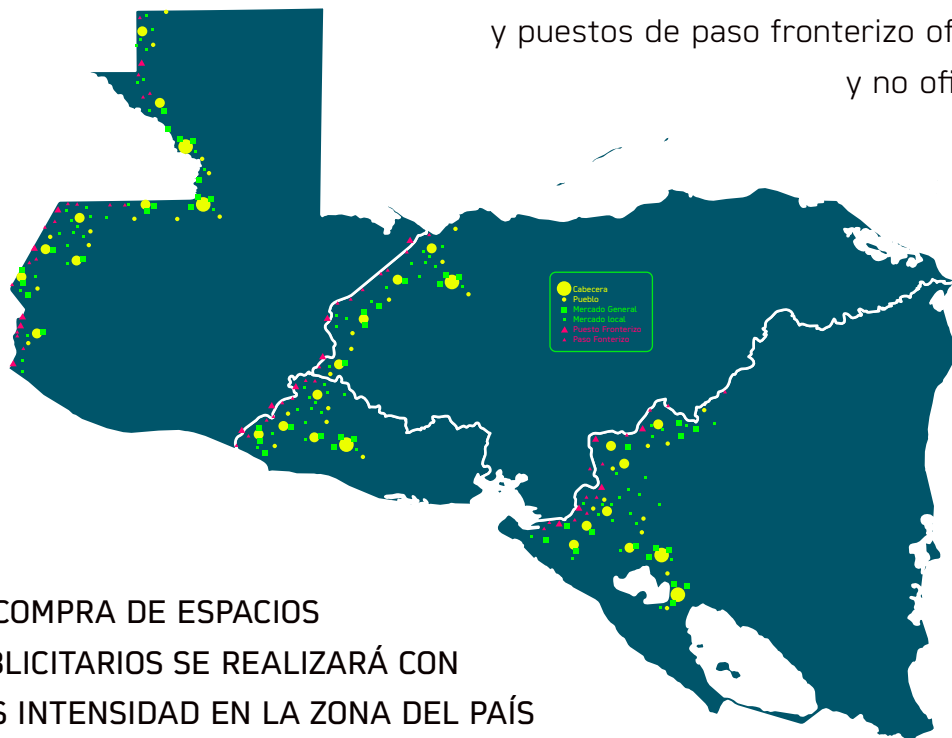 y puestos de paso fronterizo of
y no ofi
Cabecera
Pueblo
Mercado General
Mercado local
Puesto Fronterizo
Paso Fonterizo
COMPRA DE ESPACIOS
BLICITARIOS SE REALIZARÁ CON
S INTENSIDAD EN LA ZONA DEL PAÍS